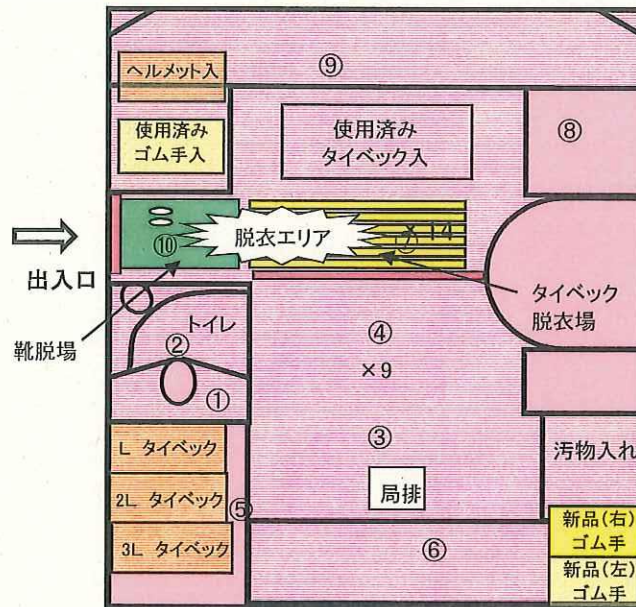 ⑨
ヘルメット入
使用済み
ゴム手入
使用済み
タイベック入
⑧
出入口
⑩
脱衣エリア
×14
⑦
タイベック
脱衣場
靴脱場
トイレ
②
①
④
×9
③
局排
L タイベック
2L タイベック
3L タイベック
⑤
⑥
汚物入れ
新品(右)
ゴム手
新品(左)
ゴム手